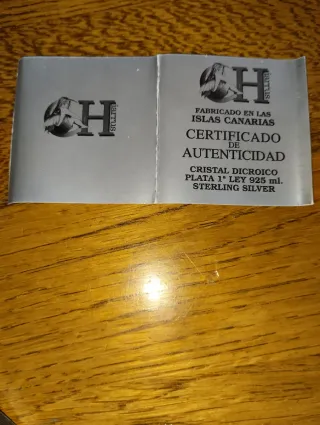 H
H
FABRICADO EN LAS
ISLAS CANARIAS
CERTIFICADO
DE
AUTENTICIDAD
CRISTAL DICROICO
PLATA 1ª LEY 925 ml.
STERLING SILVER